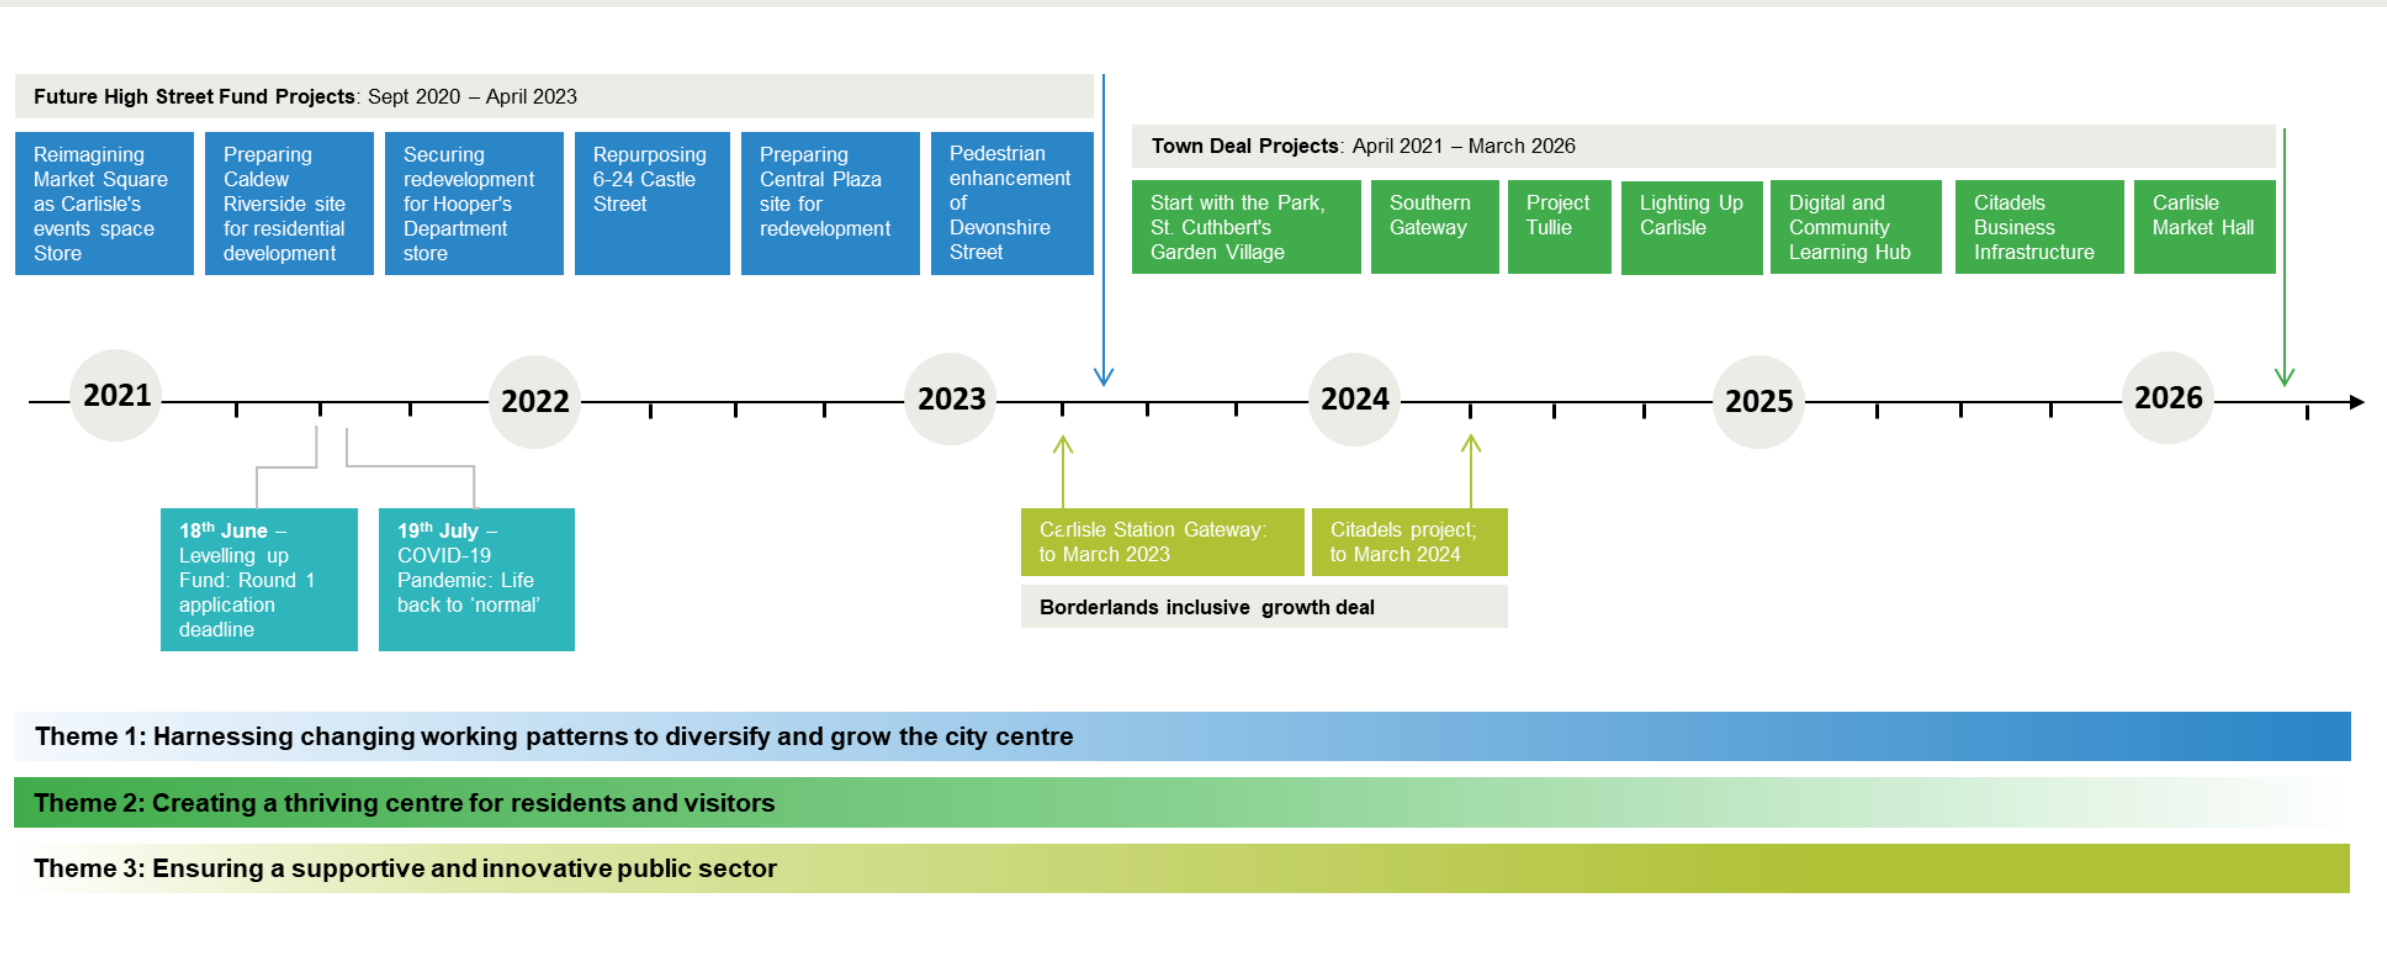 Future High Street Fund Projects: Sept 2020 – April 2023
Reimagining
Market Square
as Carlisle's
events space
Store
Preparing
Caldew
Riverside site
for residential
development
Securing
redevelopment
for Hooper's
Department
store
Repurposing
6-24 Castle
Street
Preparing
Central Plaza
site for
redevelopment
Pedestrian
enhancement
of
Devonshire
Street
Town Deal Projects: April 2021 – March 2026
Start with the Park,
St. Cuthbert's
Garden Village
Southern
Gateway
Project
Tullie
Lighting Up
Carlisle
Digital and
Community
Learning Hub
Citadels
Business
Infrastructure
Carlisle
Market Hall
2021
2022
2023
2024
2025
2026
18th June –
Levelling up
Fund: Round 1
application
deadline
19th July –
COVID-19
Pandemic: Life
back to ‘normal’
Carlisle Station Gateway:
to March 2023
Citadels project;
to March 2024
Borderlands inclusive growth deal
Theme 1: Harnessing changing working patterns to diversify and grow the city centre
Theme 2: Creating a thriving centre for residents and visitors
Theme 3: Ensuring a supportive and innovative public sector